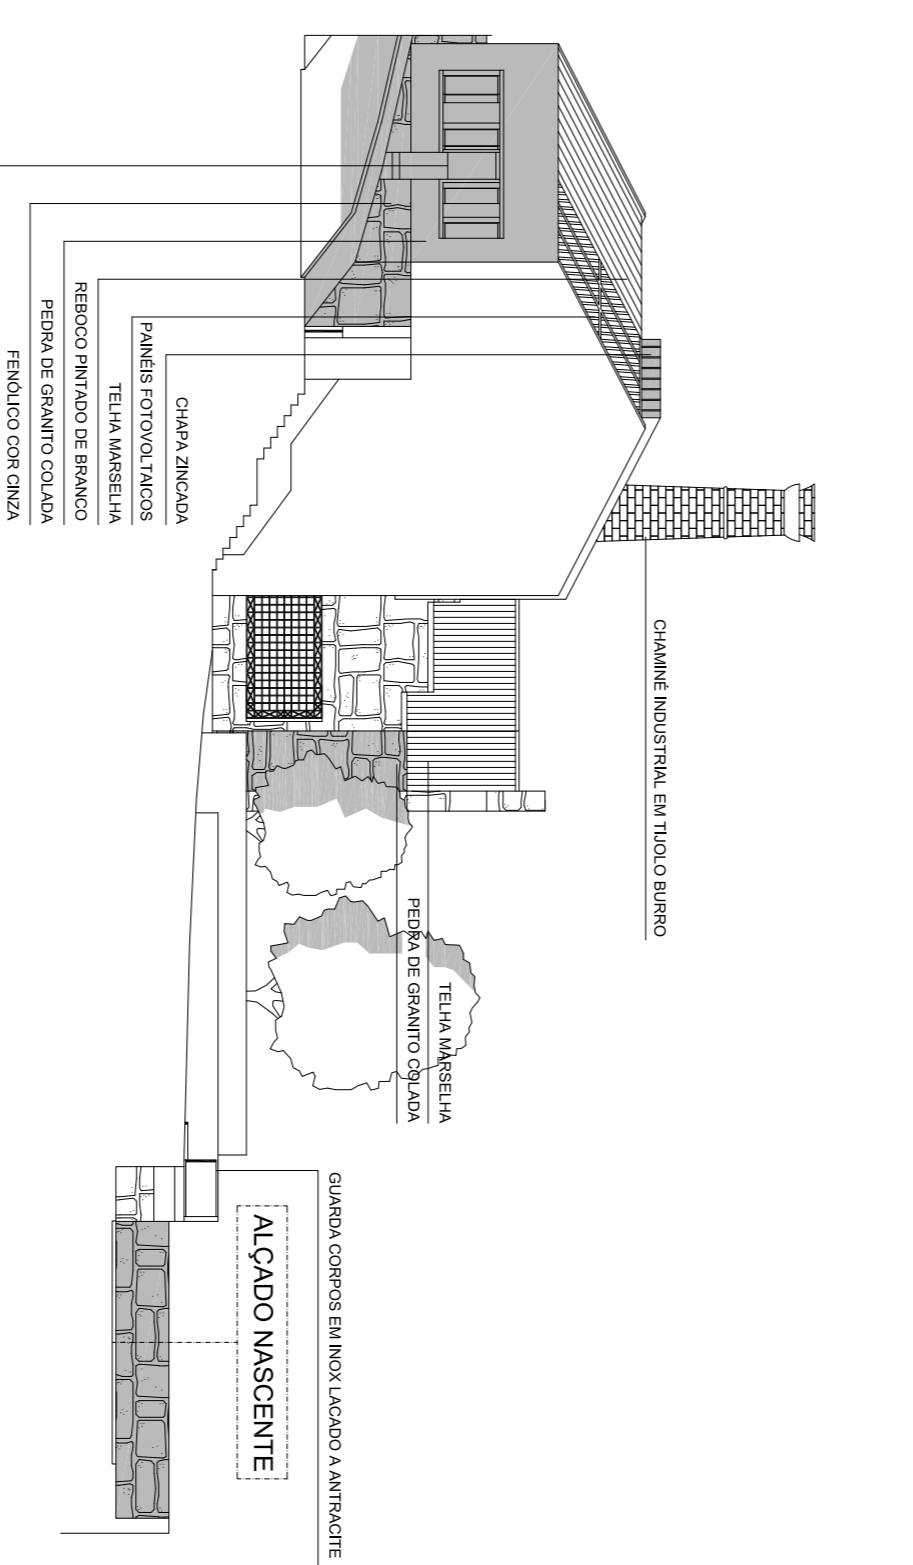 CHAMINÉ INDUSTRIAL EM TIJOLO BURRO
TELHA MARSELHA
PEDRA DE GRANITO COLADA
GUARDA CORPOS EM INOX LACADO A ANTRACITE
ALÇADO NASCENTE
CHAPA ZINCADA
PAINÉIS FOTOVOLTAICOS
TELHA MARSELHA
REBOCO PINTADO DE BRANCO
PEDRA DE GRANITO COLADA
FENÓLICO COR CINZA